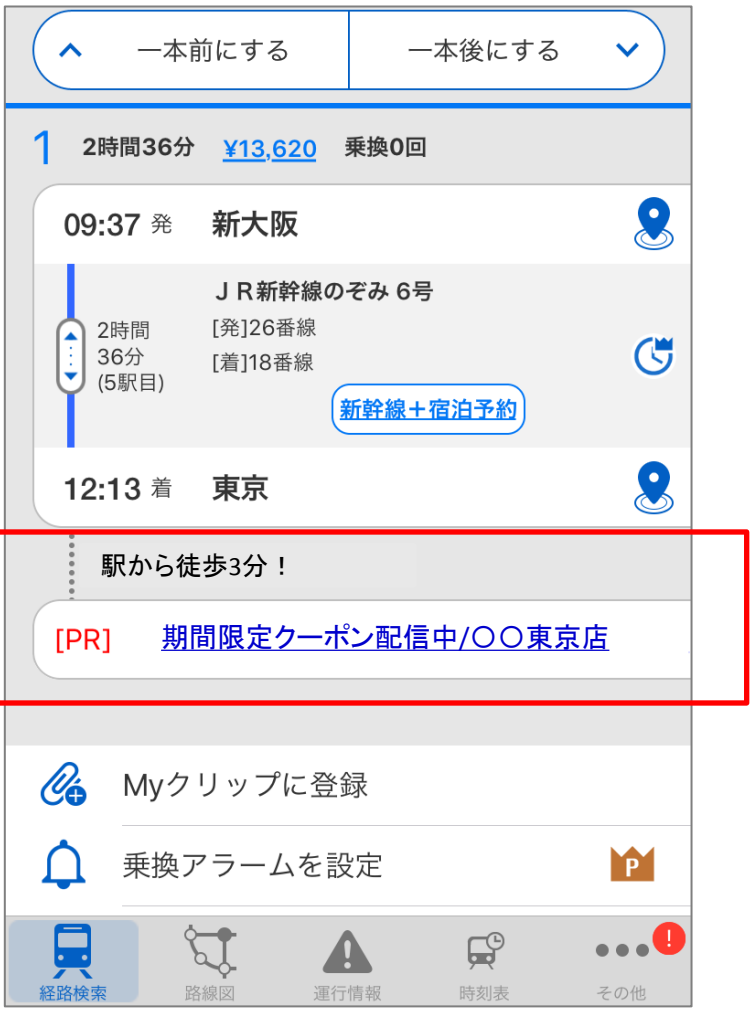 一本前にする 一本後にする
1 2時間36分 ¥13,620 乗換0回
09:37 発 新大阪
ＪＲ新幹線のぞみ 6号
2時間
36分
(5駅目)
[発]26番線
[着]18番線
新幹線＋宿泊予約
12:13 着 東京
駅から徒歩3分！
[PR] 期間限定クーポン配信中/〇〇東京店
Myクリップに登録
乗換アラームを設定 P
経路検索 路線図 運行情報 時刻表 その他 !